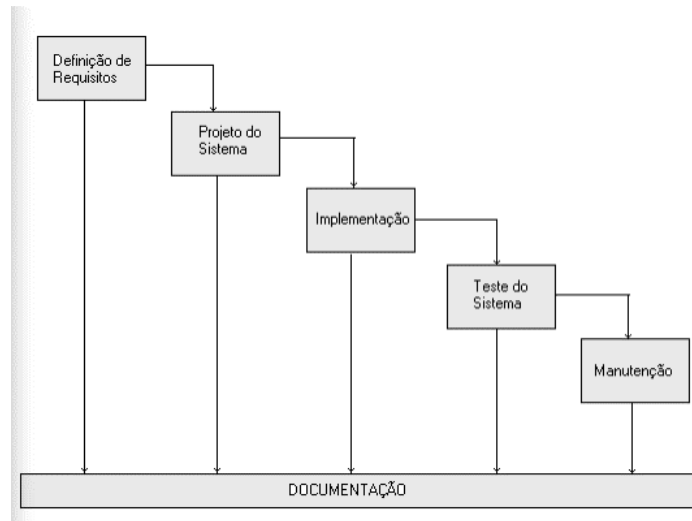 Definição de
Requisitos
Projeto do
Sistema
Implementação
Teste do
Sistema
Manutenção
DOCUMENTAÇÃO